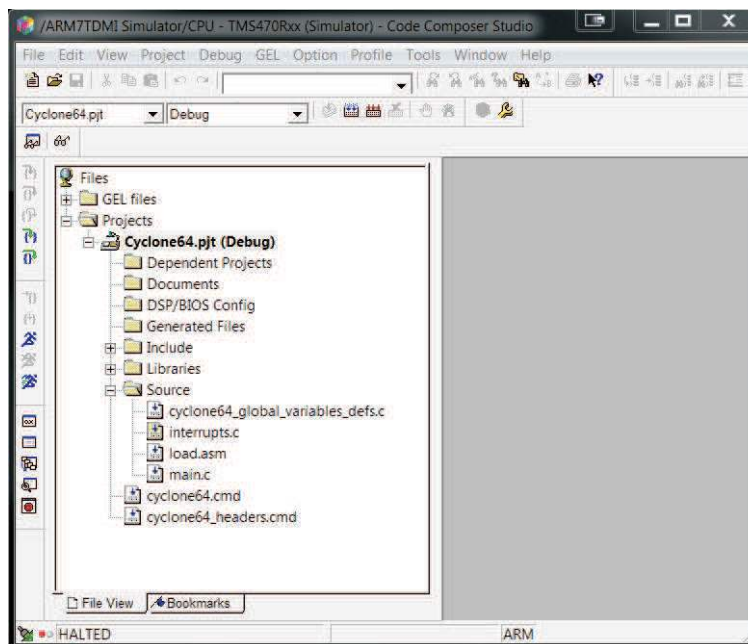 /ARM7TDMI Simulator/CPU - TMS470Rxx (Simulator) - Code Composer Studio
File Edit View Project Debug GEL Option Profile Tools Window Help
Cyclone64.pjt Debug
Files
GEL files
Projects
Cyclone64.pjt (Debug)
Dependent Projects
Documents
DSP/BIOS Config
Generated Files
Include
Libraries
Source
cyclone64_global_variables_defs.c
interrupts.c
load.asm
main.c
cyclone64.cmd
cyclone64_headers.cmd
File View Bookmarks
HALTED ARM